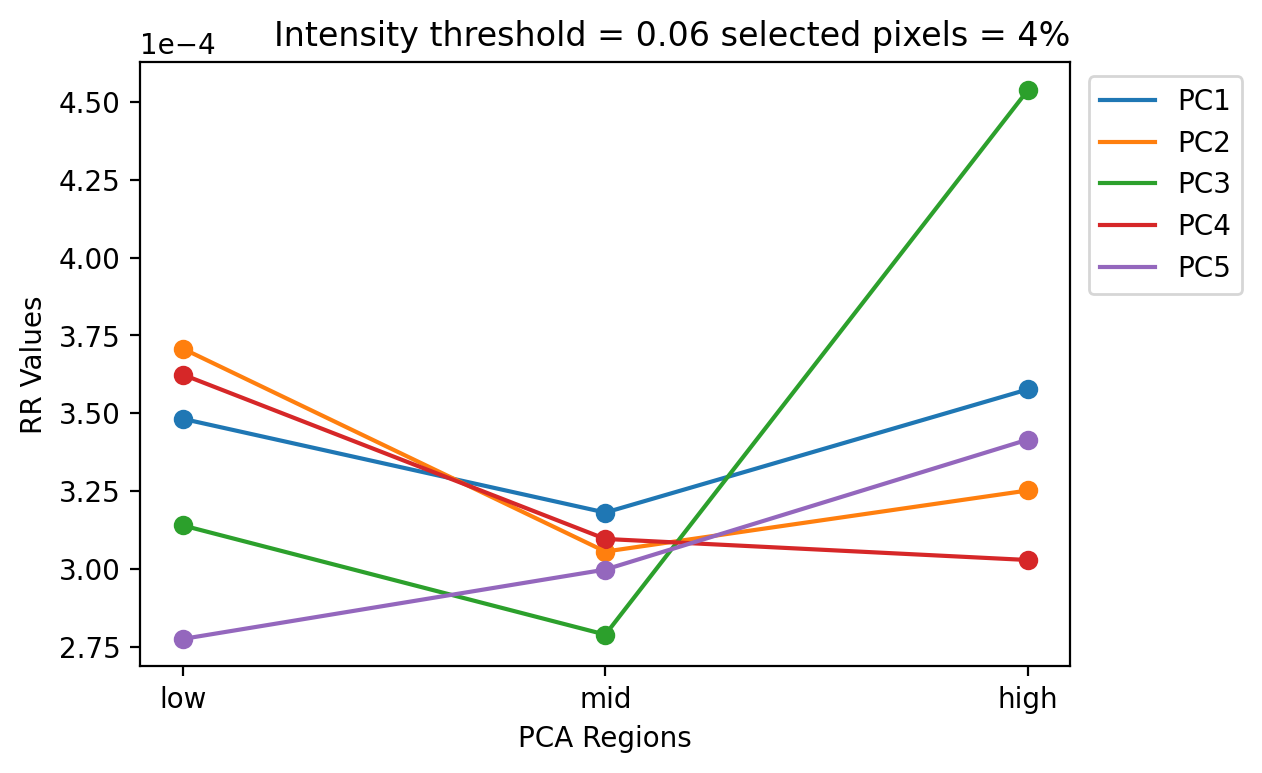 Intensity threshold = 0.06 selected pixels = 4%
1e−4
4.50
4.25
4.00
3.75
3.50
3.25
3.00
2.75
RR Values
low mid high
PCA Regions
PC1
PC2
PC3
PC4
PC5